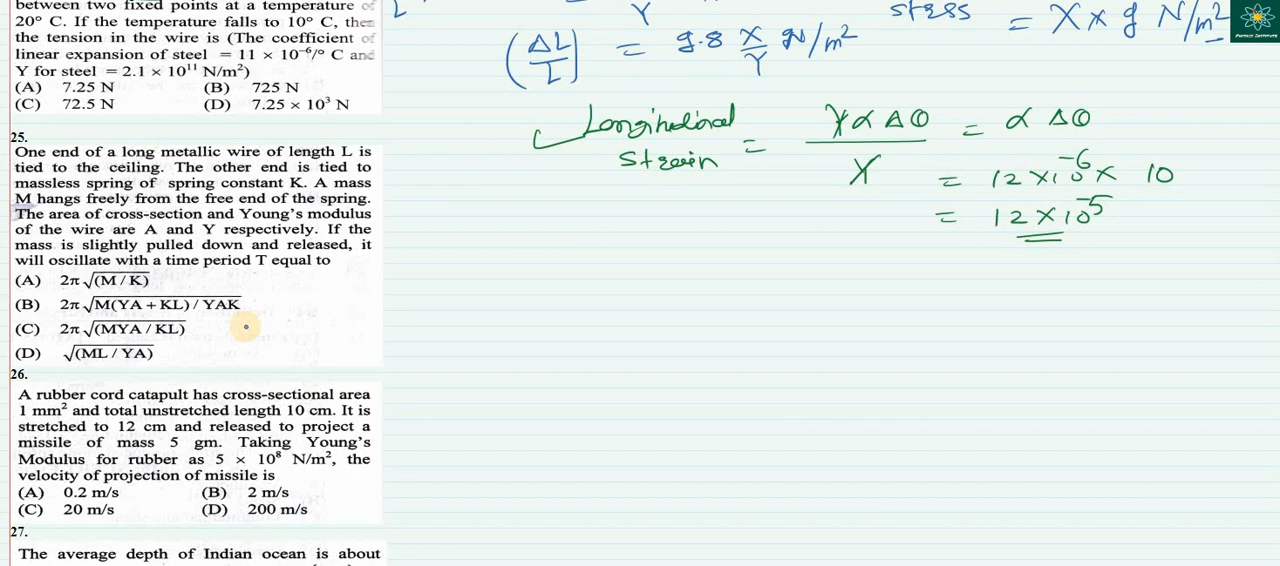 between two fixed points at a temperature of
20° C. If the temperature falls to 10° C, then
the tension in the wire is (The coefficient of
linear expansion of steel = 11 × 10⁻⁶/° C and
Y for steel = 2.1 × 10¹¹ N/m²)
(A) 7.25 N (B) 725 N
(C) 72.5 N (D) 7.25 × 10³ N
25.
One end of a long metallic wire of length L is
tied to the ceiling. The other end is tied to
massless spring of spring constant K. A mass
M hangs freely from the free end of the spring.
The area of cross-section and Young's modulus
of the wire are A and Y respectively. If the
mass is slightly pulled down and released, it
will oscillate with a time period T equal to
(A) 2π √(M / K)
(B) 2π √M(YA + KL) / YAK
(C) 2π √(MYA / KL)
(D) √(ML / YA)
26.
A rubber cord catapult has cross-sectional area
1 mm² and total unstretched length 10 cm. It is
stretched to 12 cm and released to project a
missile of mass 5 gm. Taking Young's
Modulus for rubber as 5 × 10⁸ N/m², the
velocity of projection of missile is
(A) 0.2 m/s (B) 2 m/s
(C) 20 m/s (D) 200 m/s
27.
The average depth of Indian ocean is about
L Y stress = X x g N/m²
(ΔL/L) = 9.8 X/Y N/m²
Longitudinal strain = γ α Δθ / γ = α Δθ
= 12 × 10⁻⁶ × 10
= 12 × 10⁻⁵